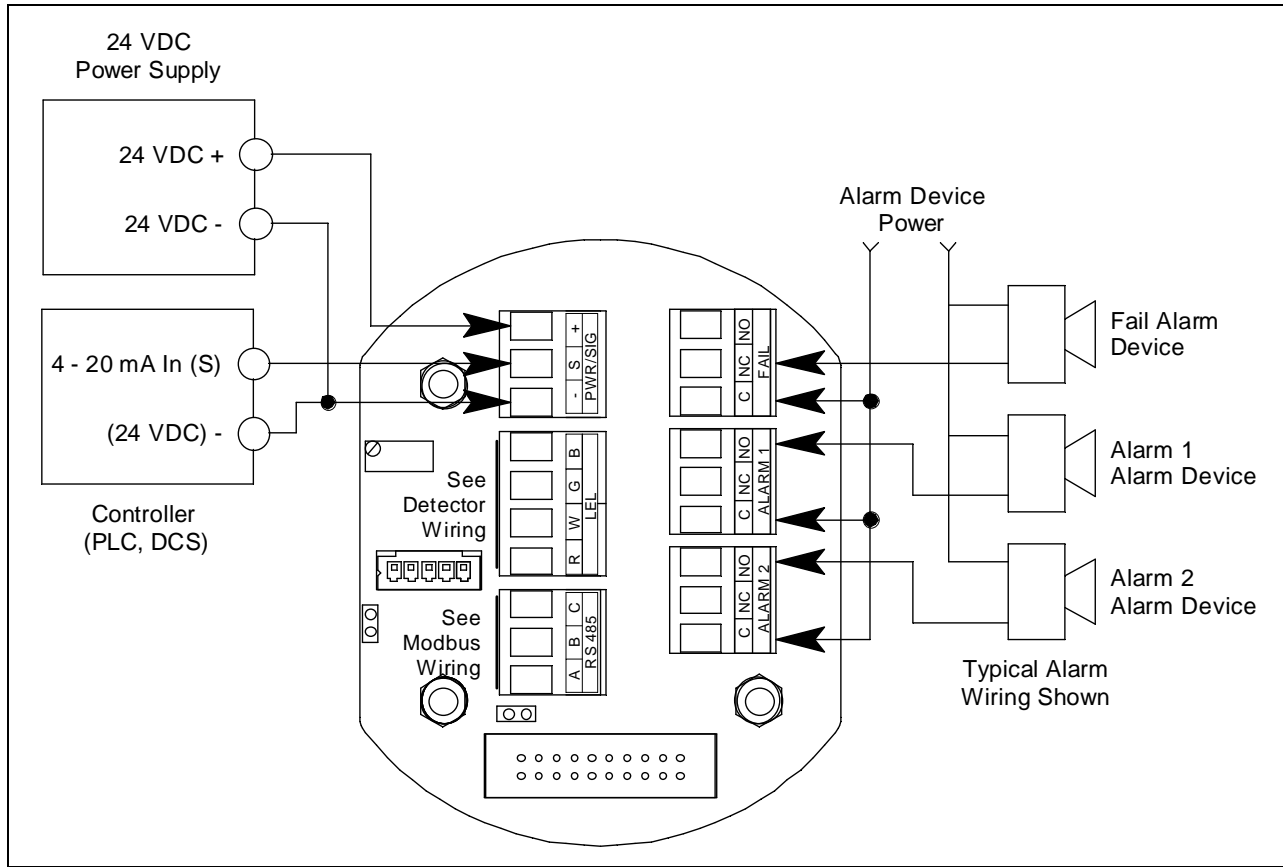 24 VDC
Power Supply
24 VDC +
24 VDC -
4 - 20 mA In (S)
(24 VDC) -
Controller
(PLC, DCS)
+
S
-
PWR/SIG
See
Detector
Wiring
B
G
W
R
LEL
See
Modbus
Wiring
C
B
A
RS 485
NO
NC
C
FAIL
NO
NC
C
ALARM 1
NO
NC
C
ALARM 2
Alarm Device
Power
Fail Alarm
Device
Alarm 1
Alarm Device
Alarm 2
Alarm Device
Typical Alarm
Wiring Shown